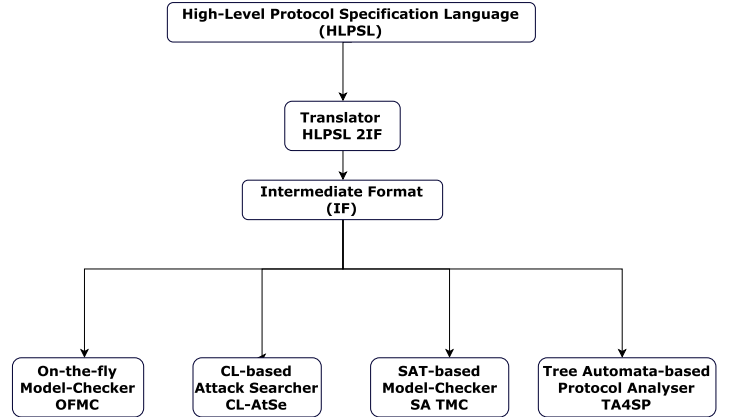 High-Level Protocol Specification Language
(HLPSL)
Translator
HLPSL 2IF
Intermediate Format
(IF)
On-the-fly
Model-Checker
OFMC
CL-based
Attack Searcher
CL-AtSe
SAT-based
Model-Checker
SA TMC
Tree Automata-based
Protocol Analyser
TA4SP